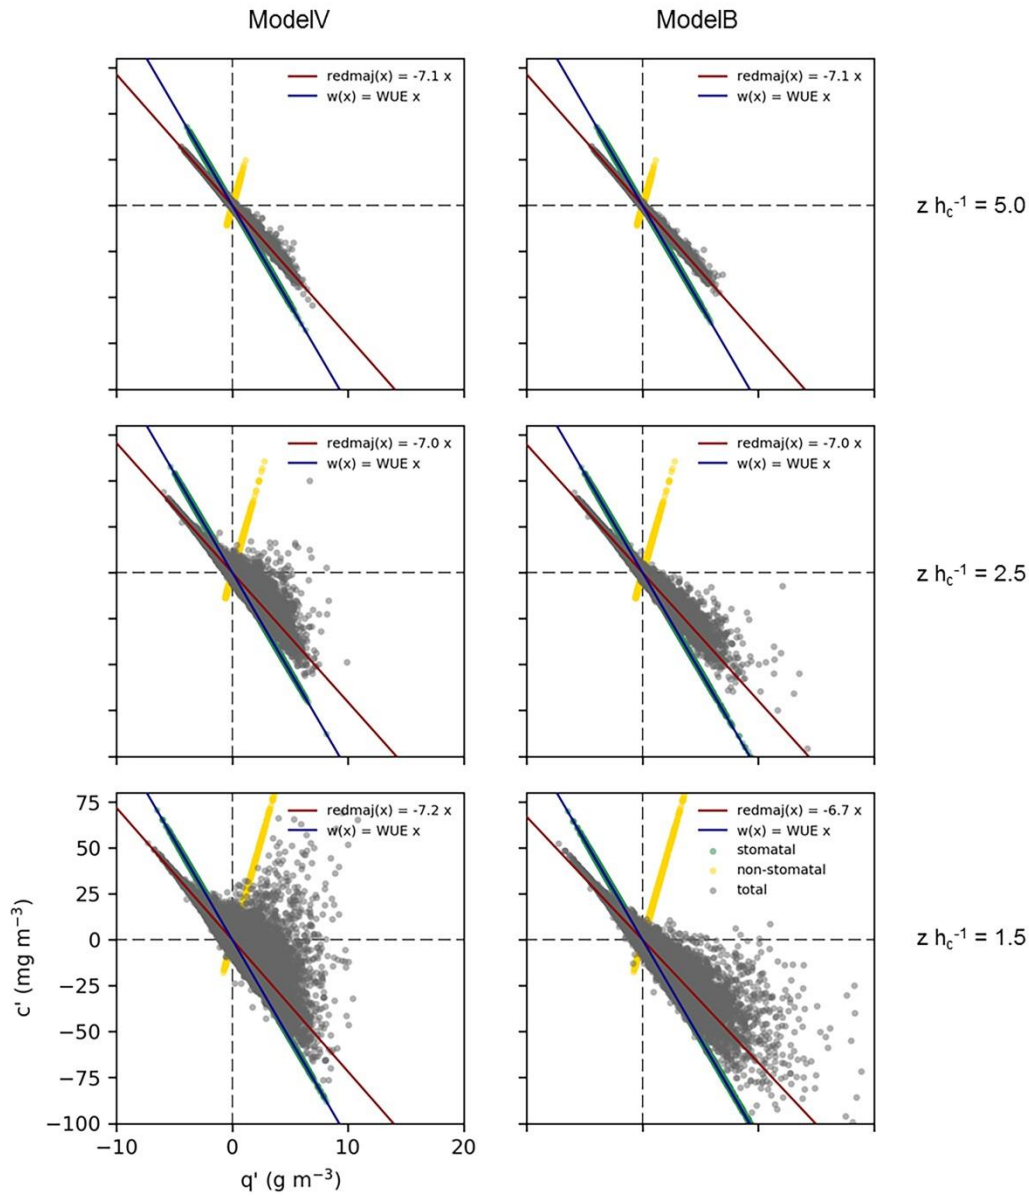 ModelV ModelB
redmaj(x) = -7.1 x
w(x) = WUE x
redmaj(x) = -7.1 x
w(x) = WUE x
z h_c^-1 = 5.0
redmaj(x) = -7.0 x
w(x) = WUE x
redmaj(x) = -7.0 x
w(x) = WUE x
z h_c^-1 = 2.5
75
50
25
0
−25
−50
−75
−100
c' (mg m⁻³)
redmaj(x) = -7.2 x
w(x) = WUE x
redmaj(x) = -6.7 x
w(x) = WUE x
stomatal
non-stomatal
total
z h_c^-1 = 1.5
−10 0 10 20
q' (g m⁻³)